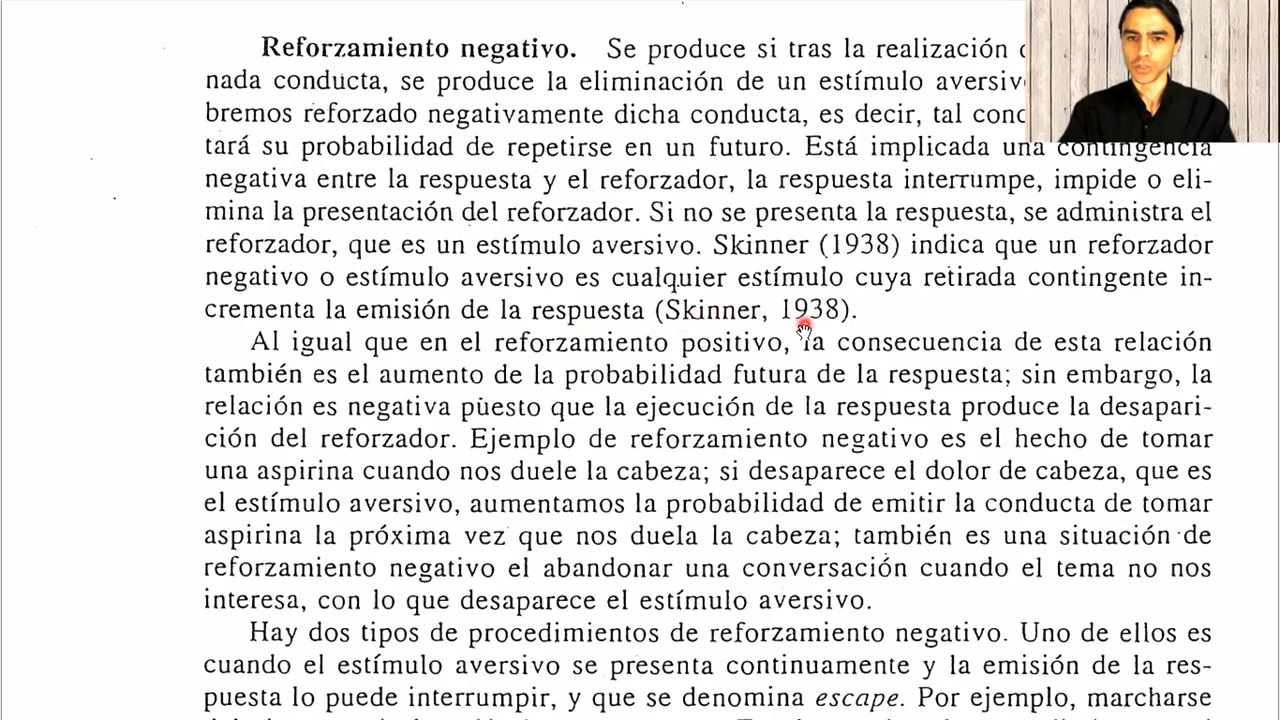 Reforzamiento negativo. Se produce si tras la realización
nada conducta, se produce la eliminación de un estímulo
bremos reforzado negativamente dicha conducta, es decir, tal
tará su probabilidad de repetirse en un futuro. Está implicada una contingencia
negativa entre la respuesta y el reforzador, la respuesta interrumpe, impide o eli-
mina la presentación del reforzador. Si no se presenta la respuesta, se administra el
reforzador, que es un estímulo aversivo. Skinner (1938) indica que un reforzador
negativo o estímulo aversivo es cualquier estímulo cuya retirada contingente in-
crementa la emisión de la respuesta (Skinner, 1938).
Al igual que en el reforzamiento positivo, la consecuencia de esta relación
también es el aumento de la probabilidad futura de la respuesta; sin embargo, la
relación es negativa puesto que la ejecución de la respuesta produce la desapari-
ción del reforzador. Ejemplo de reforzamiento negativo es el hecho de tomar
una aspirina cuando nos duele la cabeza; si desaparece el dolor de cabeza, que es
el estímulo aversivo, aumentamos la probabilidad de emitir la conducta de tomar
aspirina la próxima vez que nos duela la cabeza; también es una situación de
reforzamiento negativo el abandonar una conversación cuando el tema no nos
interesa, con lo que desaparece el estímulo aversivo.
Hay dos tipos de procedimientos de reforzamiento negativo. Uno de ellos es
cuando el estímulo aversivo se presenta continuamente y la emisión de la res-
puesta lo puede interrumpir, y que se denomina escape. Por ejemplo, marcharse